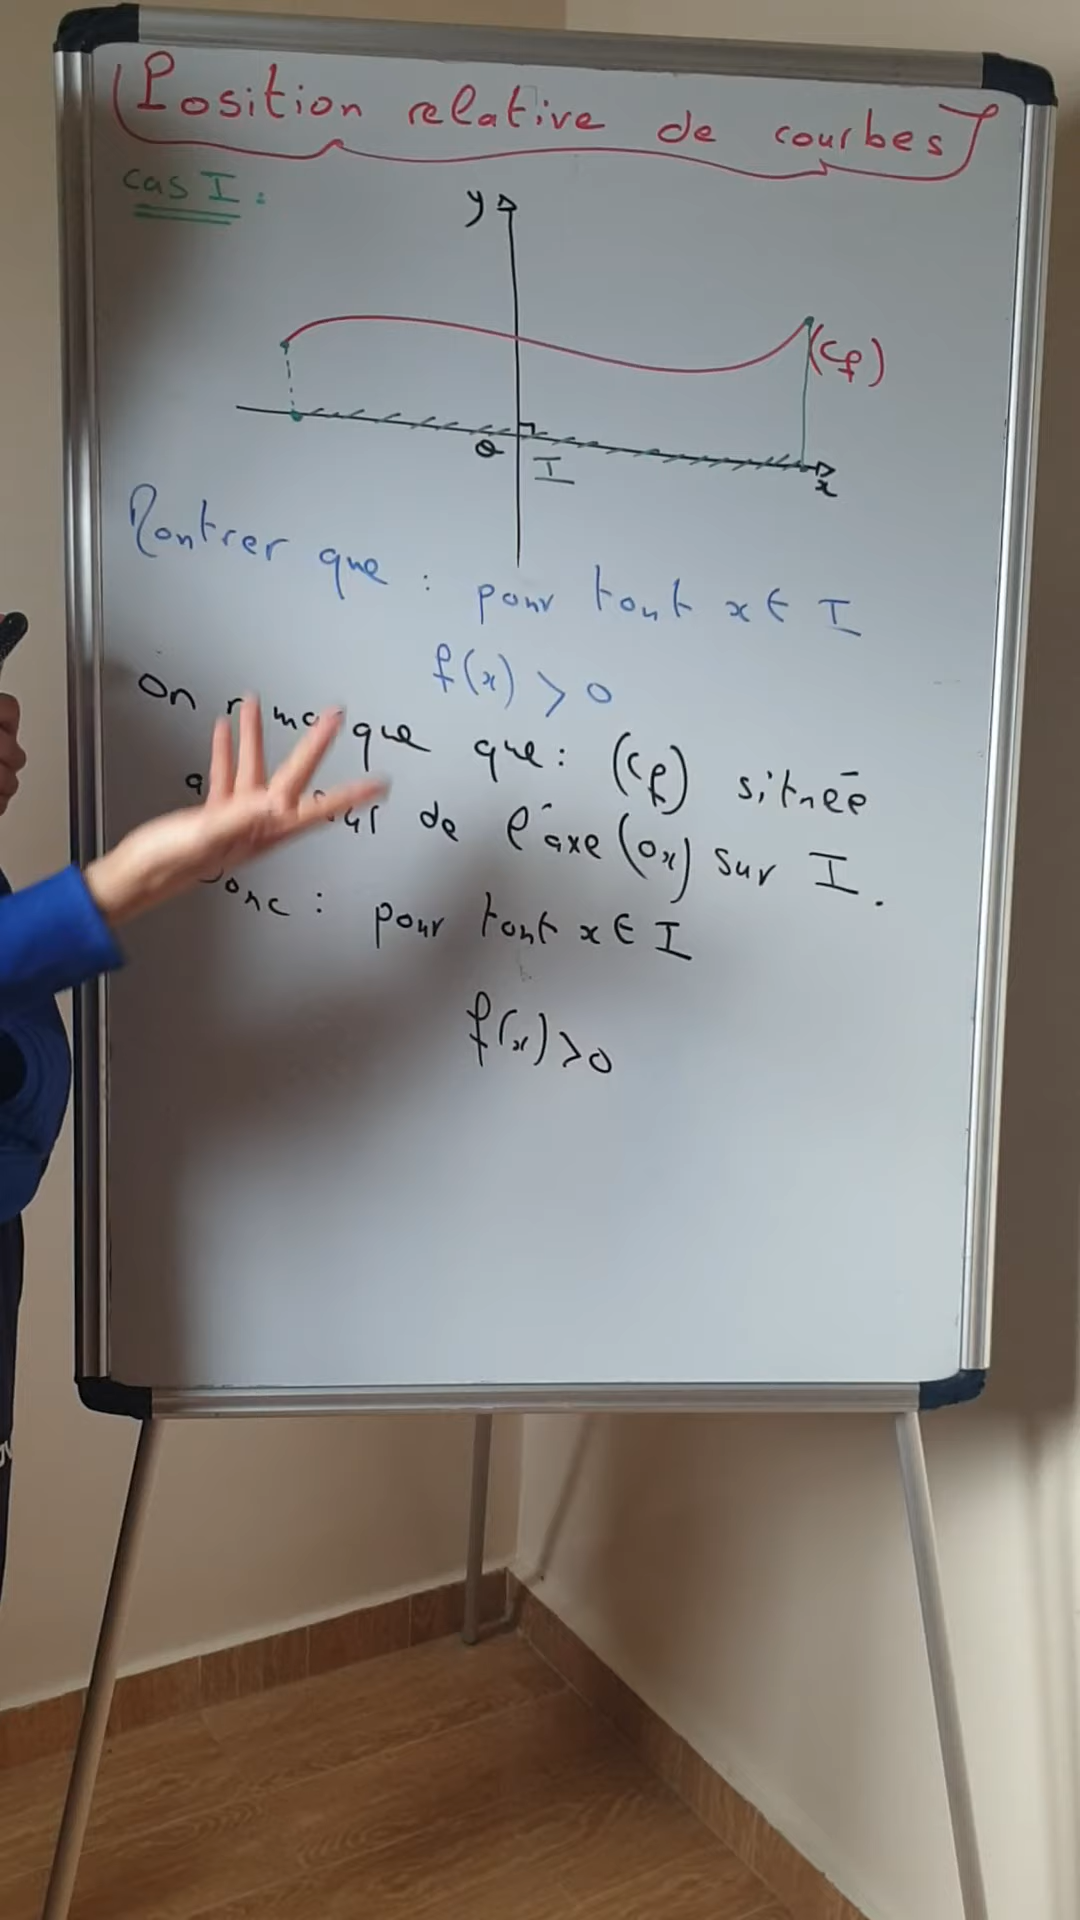 Position relative de courbes
cas I :
y
(Cf)
O
I
x
Montrer que : pour tout x ∈ I
f(x) > 0
On que que : (Cf) située
de l'axe (Ox) sur I.
Donc : pour tout x ∈ I
f(x) > 0